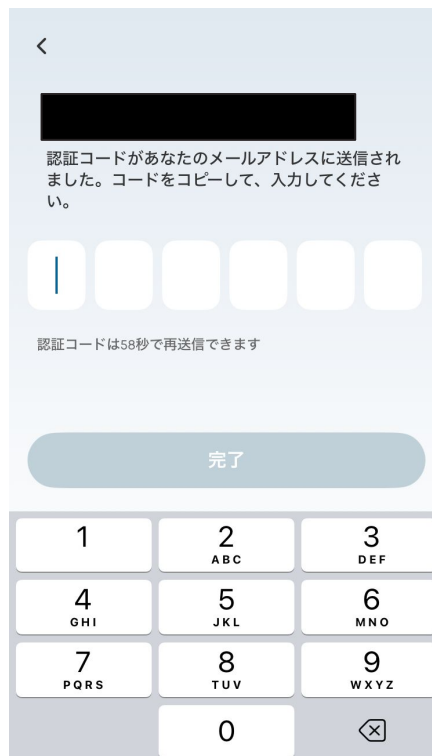 認証コードがあなたのメールアドレスに送信され
ました。コードをコピーして、入力してくださ
い。
認証コードは58秒で再送信できます
完了
1
2
ABC
3
DEF
4
GHI
5
JKL
6
MNO
7
PQRS
8
TUV
9
WXYZ
0